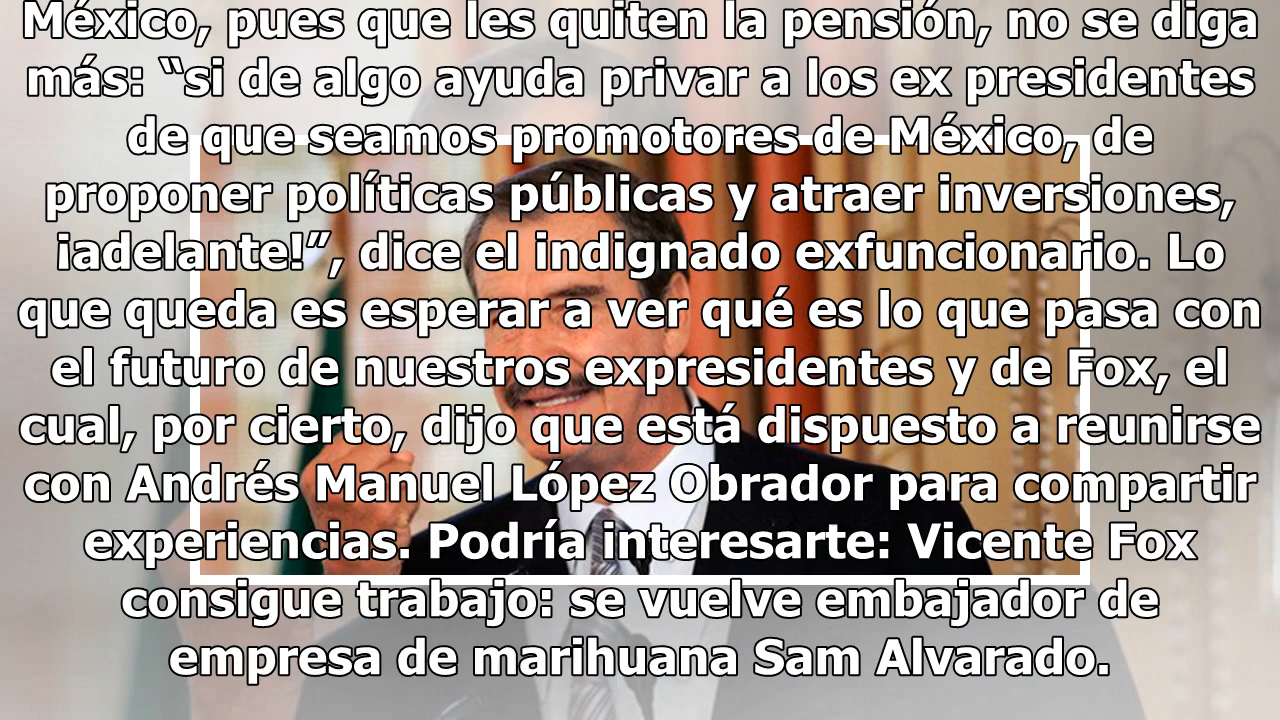 México, pues que les quiten la pensión, no se diga
más: “si de algo ayuda privar a los ex presidentes
de que seamos promotores de México, de
proponer políticas públicas y atraer inversiones,
¡adelante!”, dice el indignado exfuncionario. Lo
que queda es esperar a ver qué es lo que pasa con
el futuro de nuestros expresidentes y de Fox, el
cual, por cierto, dijo que está dispuesto a reunirse
con Andrés Manuel López Obrador para compartir
experiencias. Podría interesarte: Vicente Fox
consigue trabajo: se vuelve embajador de
empresa de marihuana Sam Alvarado.